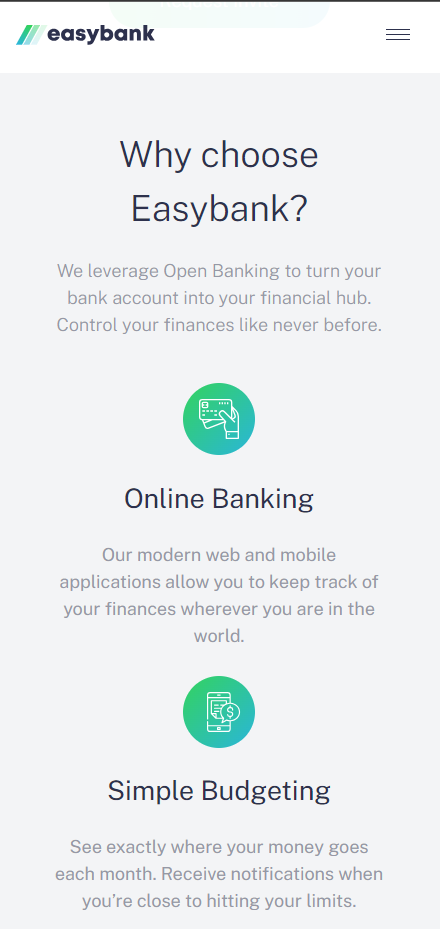 easybank
Why choose
Easybank?
We leverage Open Banking to turn your
bank account into your financial hub.
Control your finances like never before.
Online Banking
Our modern web and mobile
applications allow you to keep track of
your finances wherever you are in the
world.
Simple Budgeting
See exactly where your money goes
each month. Receive notifications when
you’re close to hitting your limits.